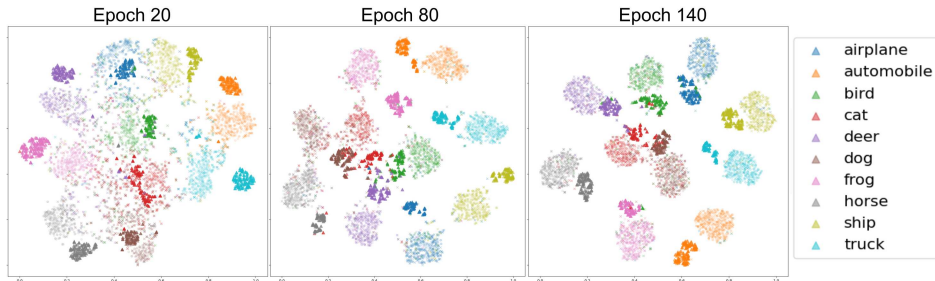 Epoch 20
Epoch 80
Epoch 140
airplane
automobile
bird
cat
deer
dog
frog
horse
ship
truck